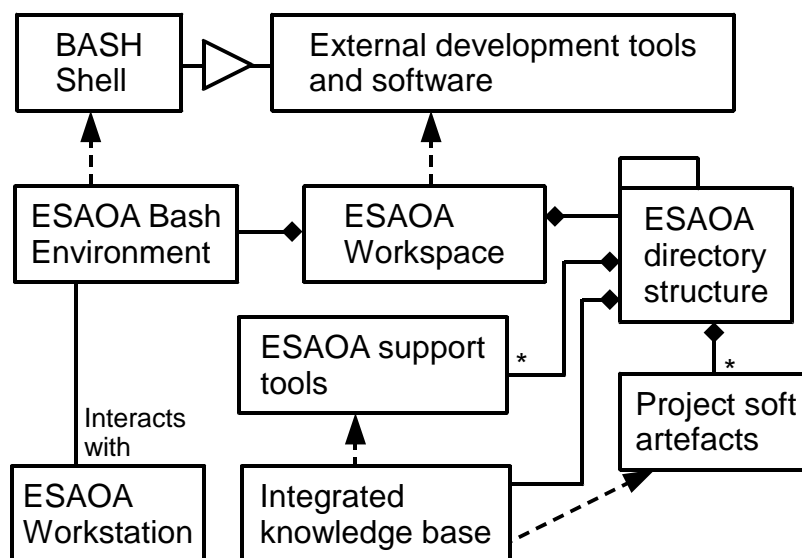 BASH
Shell
External development tools
and software
ESAOA Bash
Environment
ESAOA
Workspace
ESAOA
directory
structure
ESAOA support
tools
*
*
Project soft
artefacts
Interacts
with
ESAOA
Workstation
Integrated
knowledge base